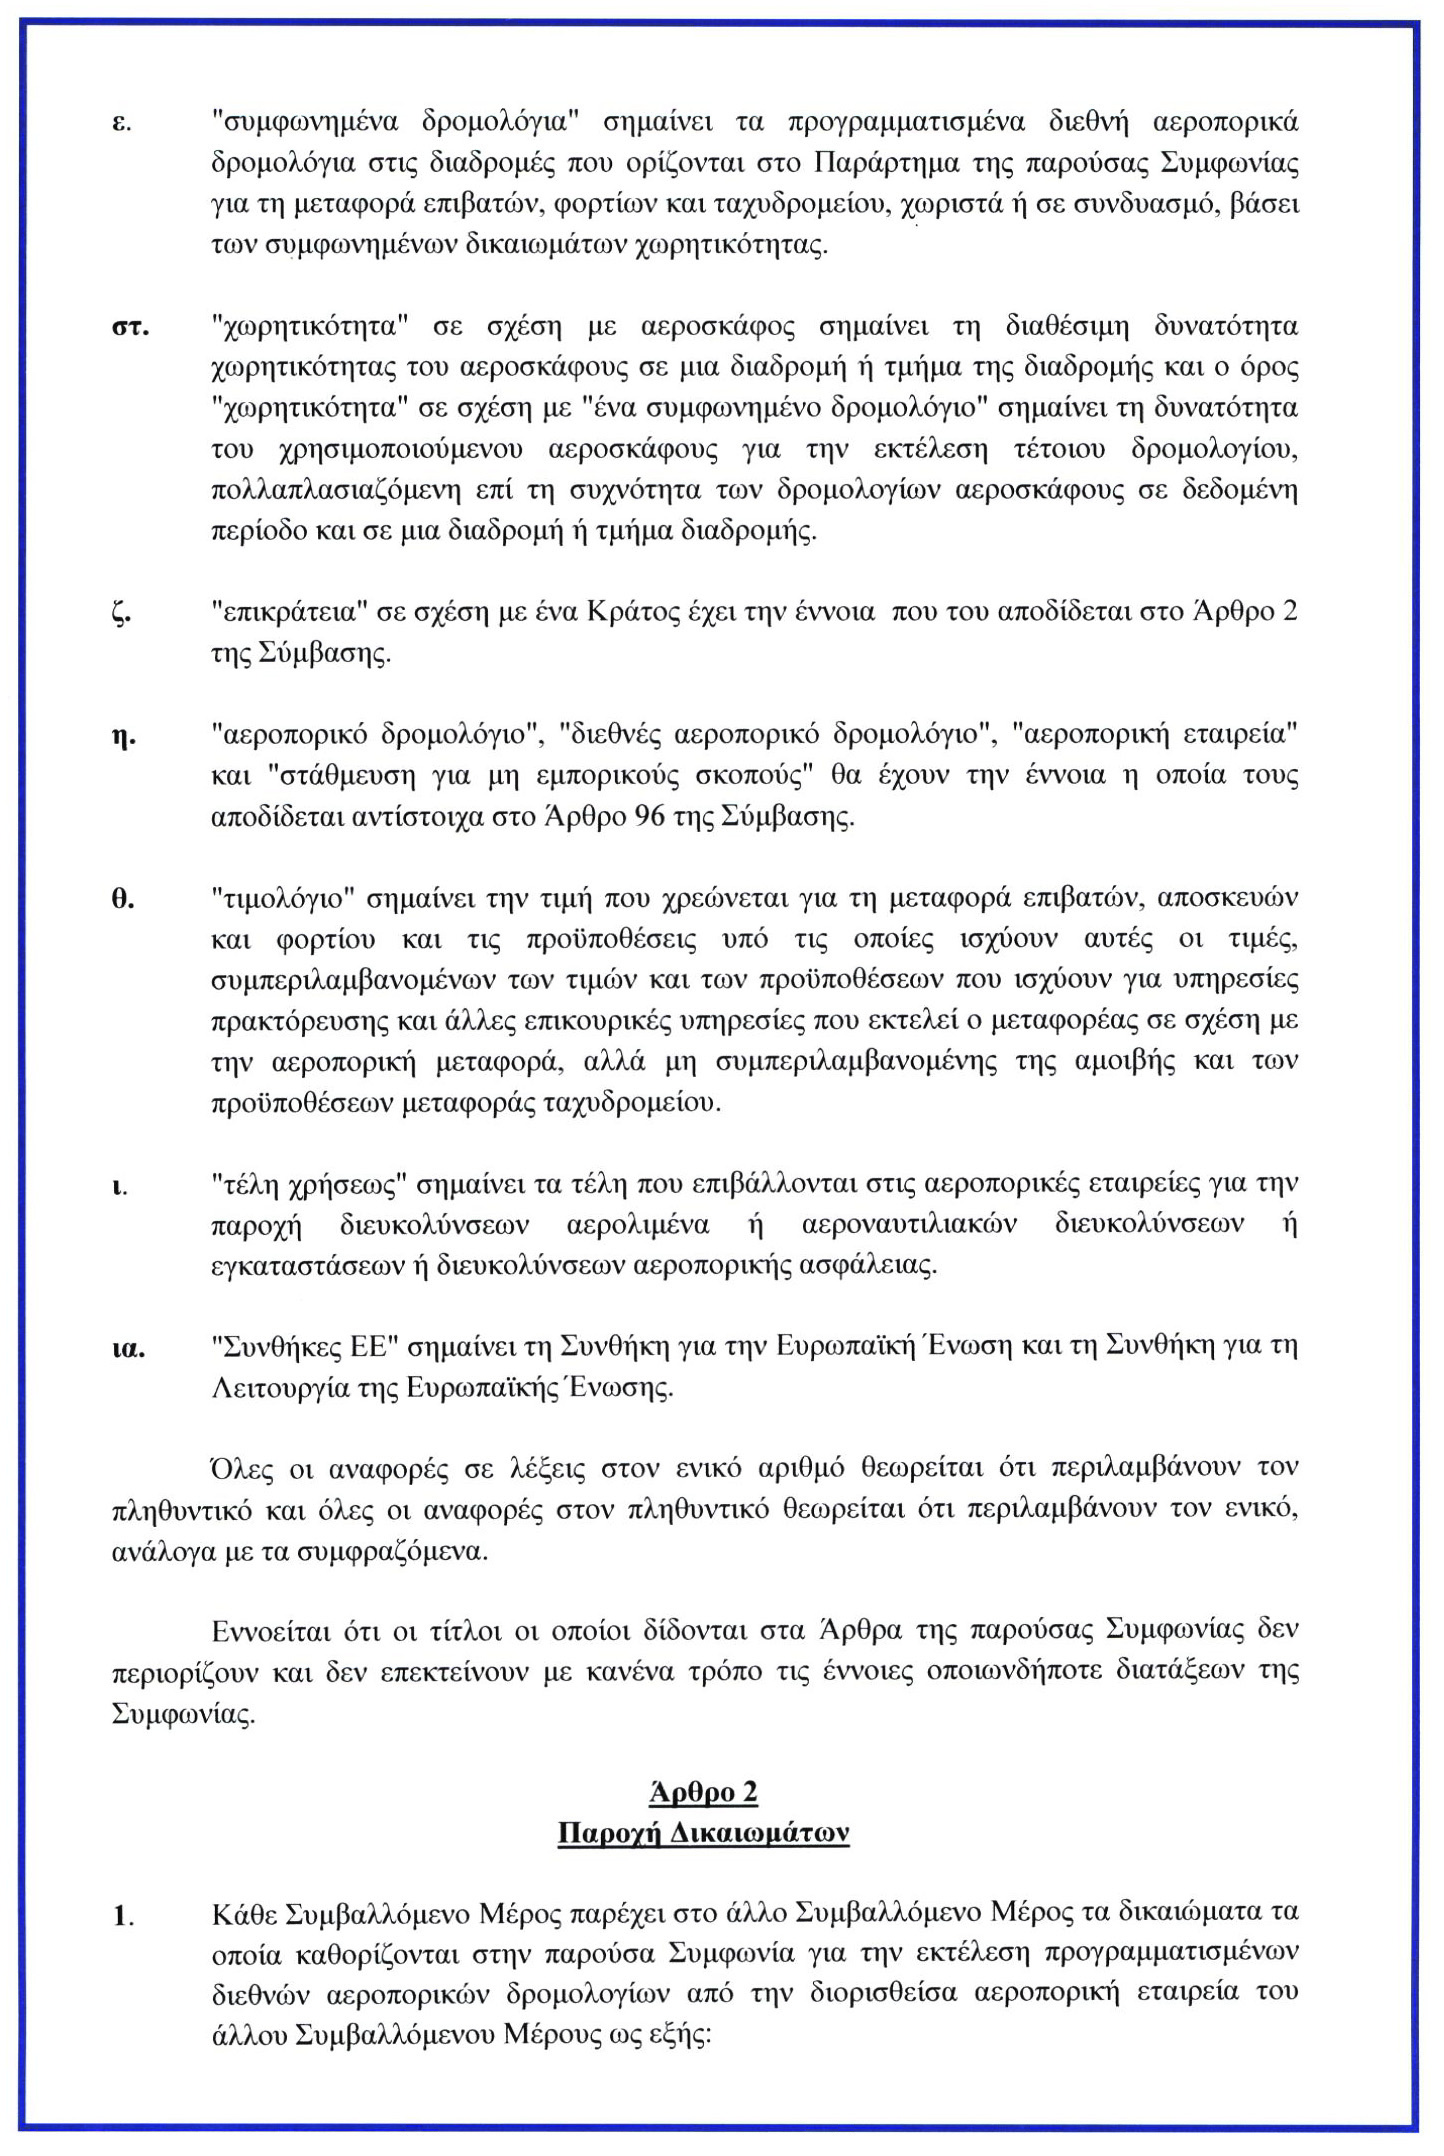 ε. "συμφωνημένα δρομολόγια" σημαίνει τα προγραμματισμένα διεθνή αεροπορικά
δρομολόγια στις διαδρομές που ορίζονται στο Παράρτημα της παρούσας Συμφωνίας
για τη μεταφορά επιβατών, φορτίων και ταχυδρομείου, χωριστά ή σε συνδυασμό, βάσει
των συμφωνημένων δικαιωμάτων χωρητικότητας.
στ. "χωρητικότητα" σε σχέση με αεροσκάφος σημαίνει τη διαθέσιμη δυνατότητα
χωρητικότητας του αεροσκάφους σε μια διαδρομή ή τμήμα της διαδρομής και ο όρος
"χωρητικότητα" σε σχέση με "ένα συμφωνημένο δρομολόγιο" σημαίνει τη δυνατότητα
του χρησιμοποιούμενου αεροσκάφους για την εκτέλεση τέτοιου δρομολογίου,
πολλαπλασιαζόμενη επί τη συχνότητα των δρομολογίων αεροσκάφους σε δεδομένη
περίοδο και σε μια διαδρομή ή τμήμα διαδρομής.
ζ. "επικράτεια" σε σχέση με ένα Κράτος έχει την έννοια που του αποδίδεται στο Άρθρο 2
της Σύμβασης.
η. "αεροπορικό δρομολόγιο", "διεθνές αεροπορικό δρομολόγιο", "αεροπορική εταιρεία"
και "στάθμευση για μη εμπορικούς σκοπούς" θα έχουν την έννοια η οποία τους
αποδίδεται αντίστοιχα στο Άρθρο 96 της Σύμβασης.
θ. "τιμολόγιο" σημαίνει την τιμή που χρεώνεται για τη μεταφορά επιβατών, αποσκευών
και φορτίου και τις προϋποθέσεις υπό τις οποίες ισχύουν αυτές οι τιμές,
συμπεριλαμβανομένων των τιμών και των προϋποθέσεων που ισχύουν για υπηρεσίες
πρακτόρευσης και άλλες επικουρικές υπηρεσίες που εκτελεί ο μεταφορέας σε σχέση με
την αεροπορική μεταφορά, αλλά μη συμπεριλαμβανομένης της αμοιβής και των
προϋποθέσεων μεταφοράς ταχυδρομείου.
ι. "τέλη χρήσεως" σημαίνει τα τέλη που επιβάλλονται στις αεροπορικές εταιρείες για την
παροχή διευκολύνσεων αερολιμένα ή αεροναυτιλιακών διευκολύνσεων ή
εγκαταστάσεων ή διευκολύνσεων αεροπορικής ασφάλειας.
ια. "Συνθήκες ΕΕ" σημαίνει τη Συνθήκη για την Ευρωπαϊκή Ένωση και τη Συνθήκη για τη
Λειτουργία της Ευρωπαϊκής Ένωσης.
Όλες οι αναφορές σε λέξεις στον ενικό αριθμό θεωρείται ότι περιλαμβάνουν τον
πληθυντικό και όλες οι αναφορές στον πληθυντικό θεωρείται ότι περιλαμβάνουν τον ενικό,
ανάλογα με τα συμφραζόμενα.
Εννοείται ότι οι τίτλοι οι οποίοι δίδονται στα Άρθρα της παρούσας Συμφωνίας δεν
περιορίζουν και δεν επεκτείνουν με κανένα τρόπο τις έννοιες οποιωνδήποτε διατάξεων της
Συμφωνίας.
Άρθρο 2
Παροχή Δικαιωμάτων
1. Κάθε Συμβαλλόμενο Μέρος παρέχει στο άλλο Συμβαλλόμενο Μέρος τα δικαιώματα τα
οποία καθορίζονται στην παρούσα Συμφωνία για την εκτέλεση προγραμματισμένων
διεθνών αεροπορικών δρομολογίων από την διορισθείσα αεροπορική εταιρεία του
άλλου Συμβαλλόμενου Μέρους ως εξής: